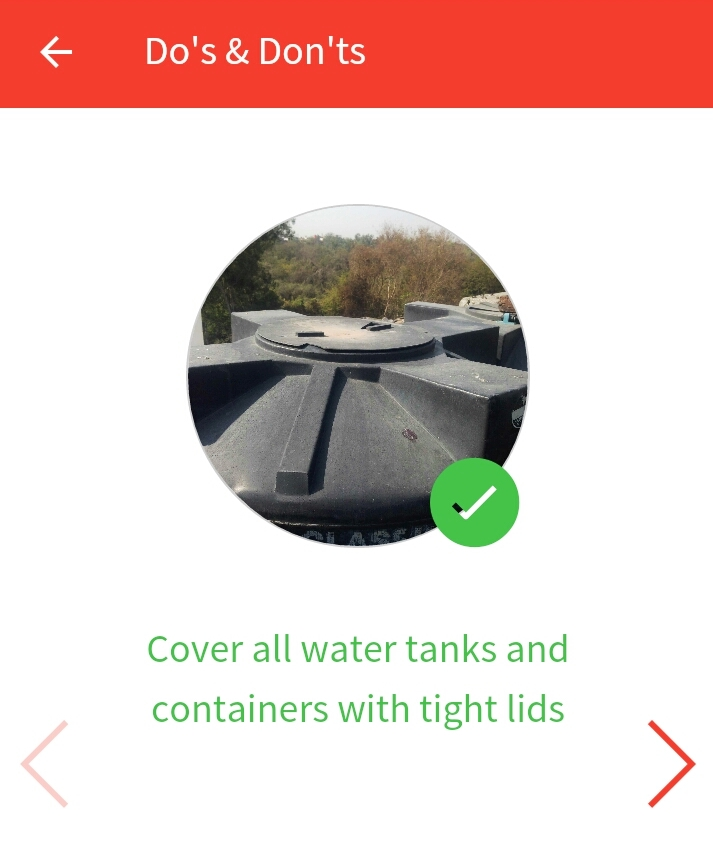 Do's & Don'ts
Cover all water tanks and
containers with tight lids